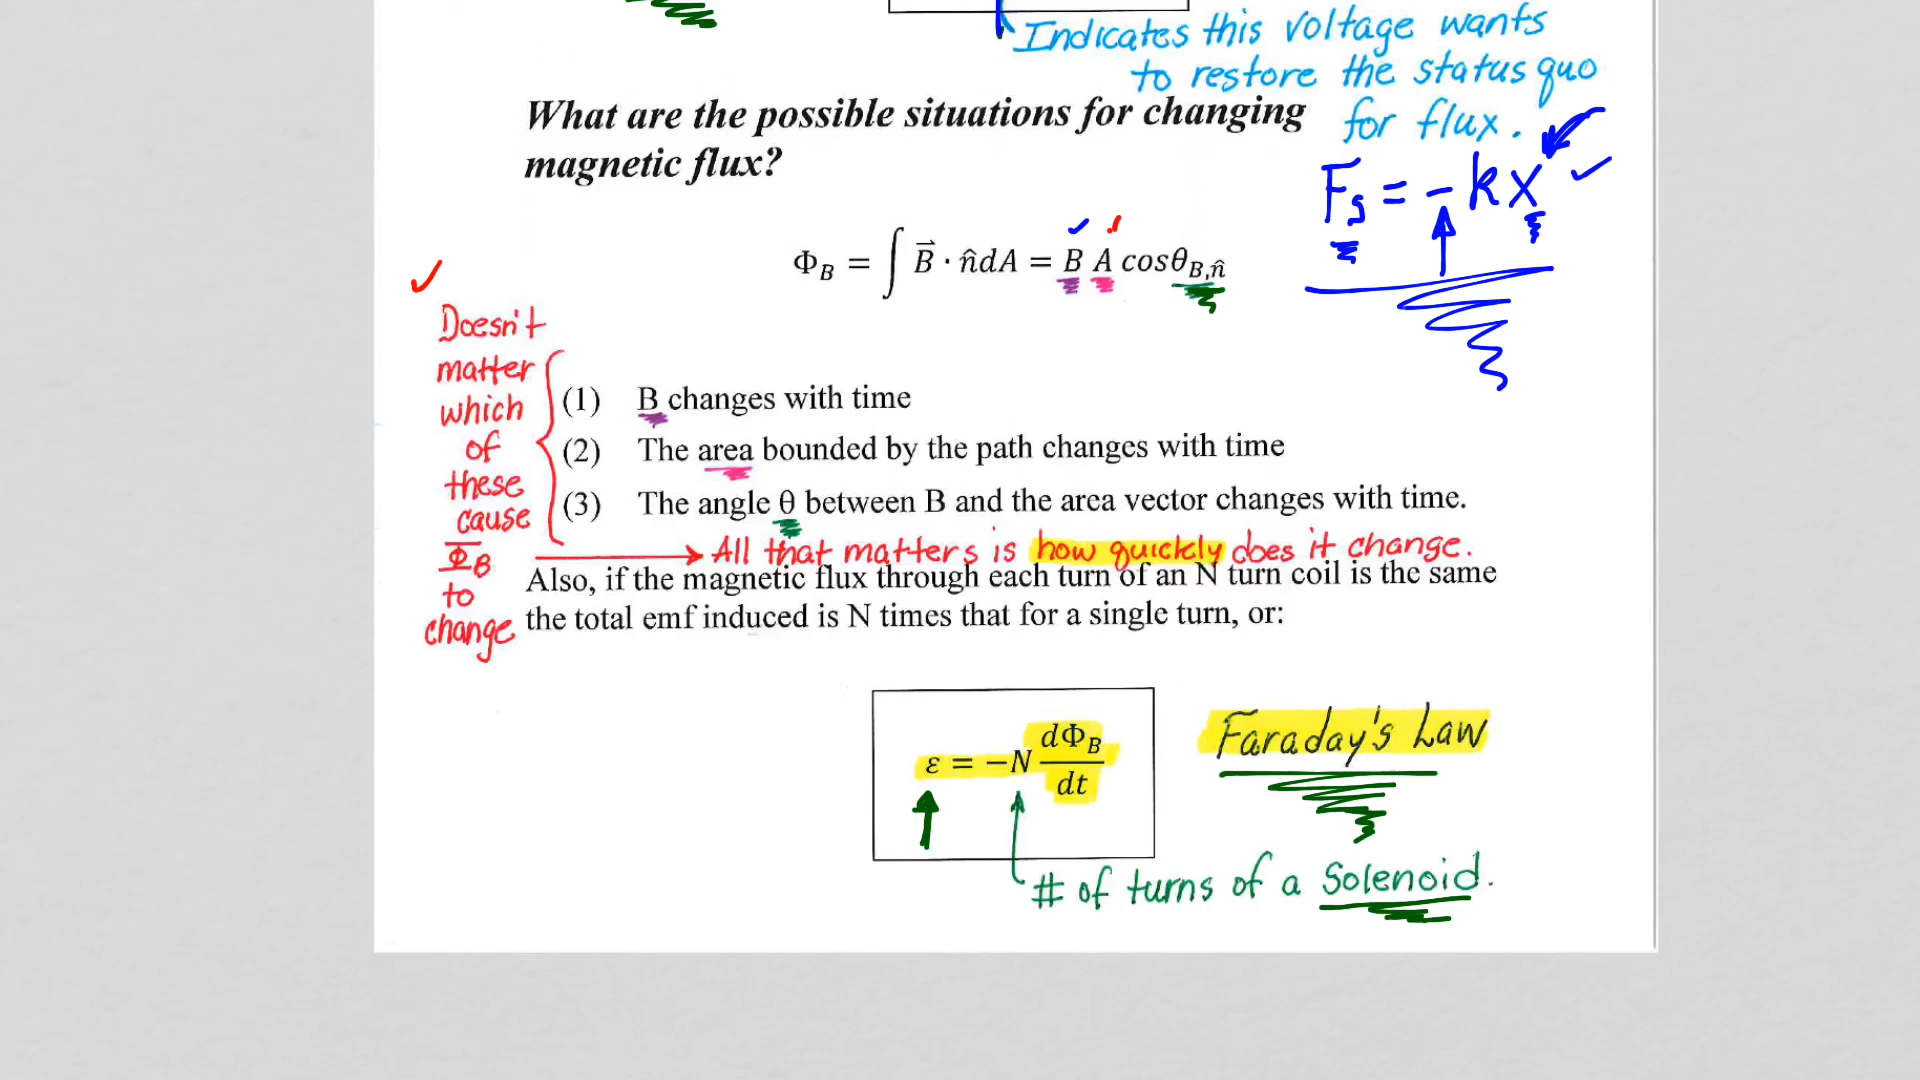 Indicates this voltage wants
to restore the status quo
for flux.
What are the possible situations for changing
magnetic flux?
F_s = -kx
Φ_B = ∫ B⃗ · n̂dA = B A cosθ_B,n̂
Doesn't
matter
which
of
these
cause
Φ_B
to
change
(1) B changes with time
(2) The area bounded by the path changes with time
(3) The angle θ between B and the area vector changes with time.
All that matters is how quickly does it change.
Also, if the magnetic flux through each turn of an N turn coil is the same
the total emf induced is N times that for a single turn, or:
ε = −N dΦ_B/dt
Faraday's Law
# of turns of a Solenoid.